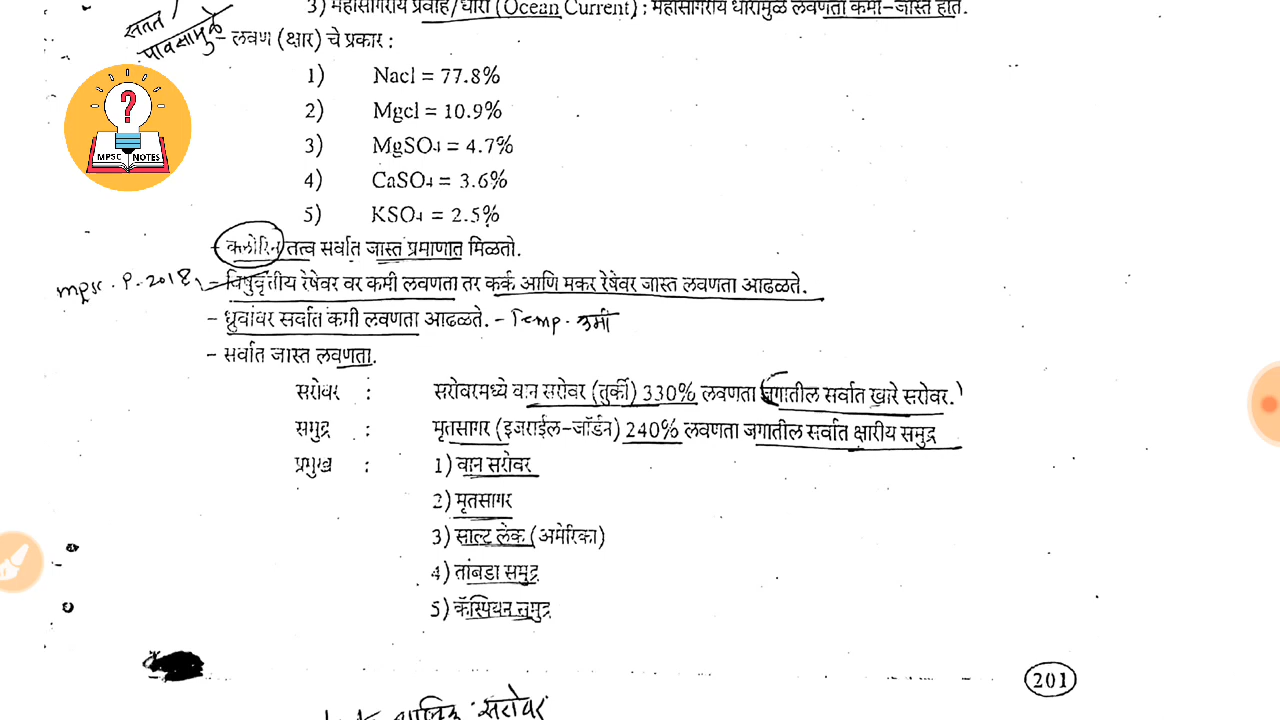 3) महासागरीय प्रवाह/धारा (Ocean Current) : महासागरीय धारामुळे लवणता कमी-जास्त होते.
सतत
पावसामुळे
- लवण (क्षार) चे प्रकार :
1) Nacl = 77.8%
2) Mgcl = 10.9%
3) MgSO₄ = 4.7%
4) CaSO₄ = 3.6%
5) KSO₄ = 2.5%
MPSC NOTES
- क्लोरिन तत्व सर्वात जास्त प्रमाणात मिळतो.
mpsc. P. 2018
- विषुवृत्तीय रेषेवर वर कमी लवणता तर कर्क आणि मकर रेषेवर जास्त लवणता आढळते.
- ध्रुवांवर सर्वात कमी लवणता आढळते. - Temp. कमी
- सर्वात जास्त लवणता.
सरोवर : सरोवरमध्ये वान सरोवर (तुर्की) 330% लवणता जगातील सर्वात खारे सरोवर.
समुद्र : मृतसागर (इजराईल-जॉर्डन) 240% लवणता जगातील सर्वात क्षारीय समुद्र
प्रमुख : 1) वान सरोवर
2) मृतसागर
3) साल्ट लेक (अमेरिका)
4) तांबडा समुद्र
5) कॅस्पियन समुद्र
201
सरोवर